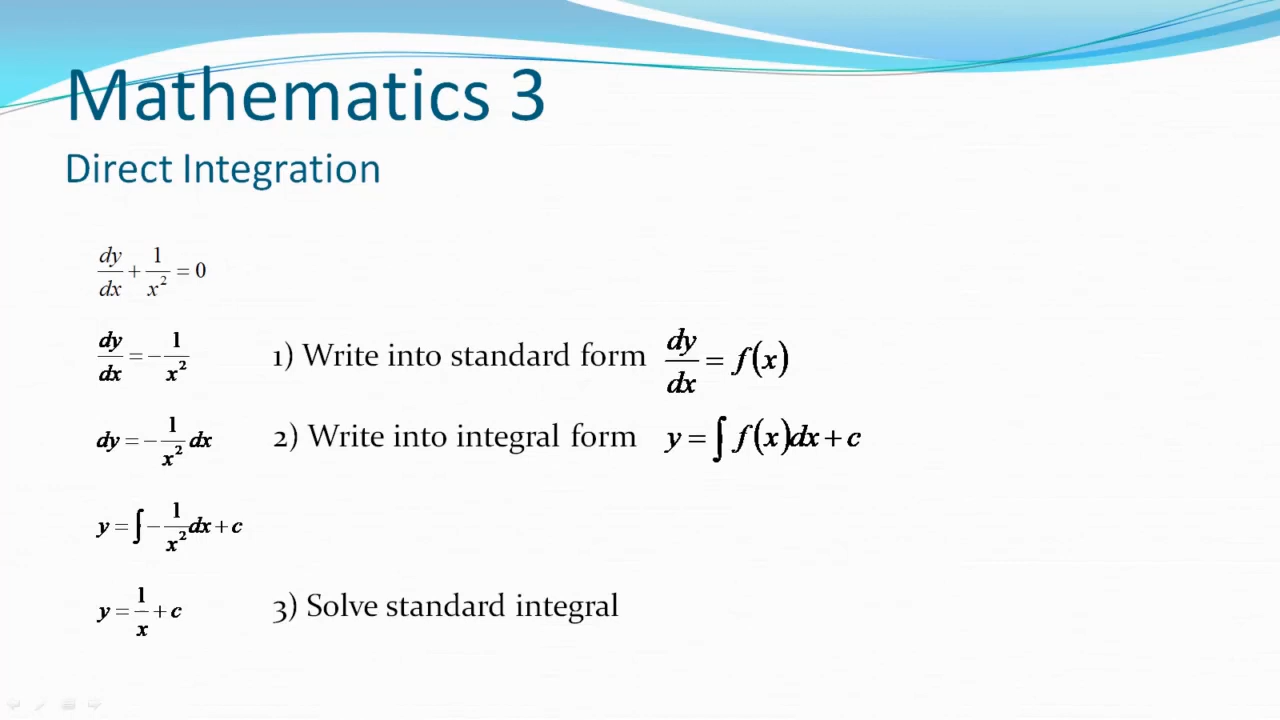 Mathematics 3
Direct Integration
dy/dx + 1/x² = 0
dy/dx = −1/x² 1) Write into standard form dy/dx = f(x)
dy = −1/x² dx 2) Write into integral form y = ∫ f(x)dx + c
y = ∫ −1/x² dx + c
y = 1/x + c 3) Solve standard integral